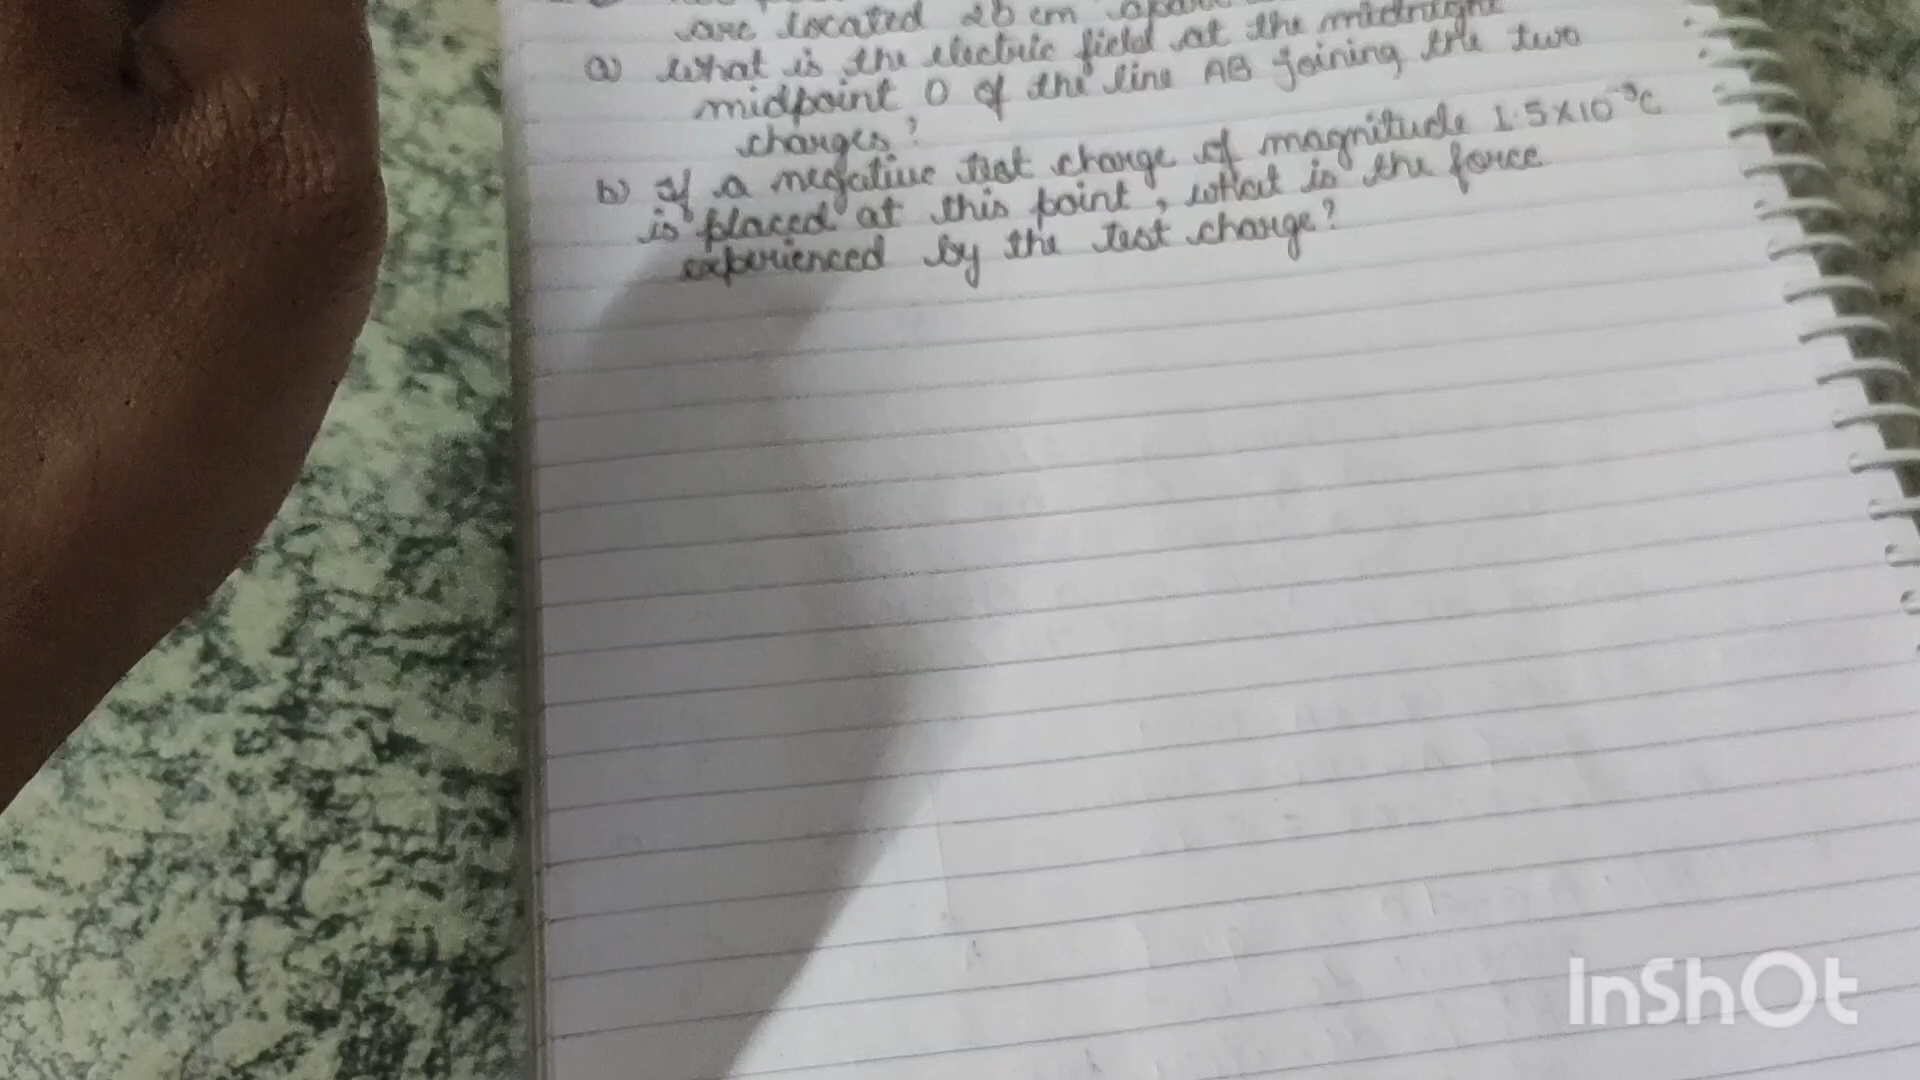 are located 20 cm apart
a) What is the electric field at the midnight
midpoint O of the line AB joining the two
charges?
b) If a negative test charge of magnitude 1.5×10⁻⁹C
is placed at this point, what is the force
experienced by the test charge?
InShOt